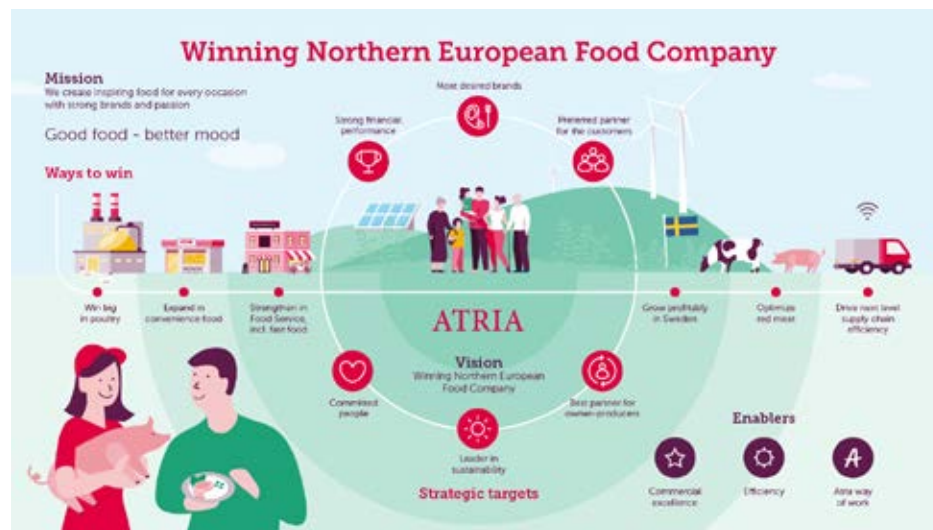 Winning Northern European Food Company
Mission
We create inspiring food for every occasion
with strong brands and passion
Good food - better mood
Ways to win
Most desired brands
Strong financial
performance
Preferred partner
for the customers
Win big
in poultry
Expand in
convenience food
Strengthen in
Food Service,
incl. fast food
Grow profitably
in Sweden
Optimize
red meat
Drive next level
supply chain
efficiency
ATRIA
Vision
Winning Northern European
Food Company
Committed
people
Best partner for
owner-producers
Leader in
sustainability
Strategic targets
Enablers
Commercial
excellence
Efficiency
Atria way
of work